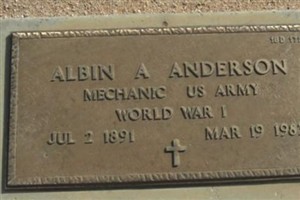 ALBIN A ANDERSON
MECHANIC US ARMY
WORLD WAR I
JUL 2 1891 MAR 19